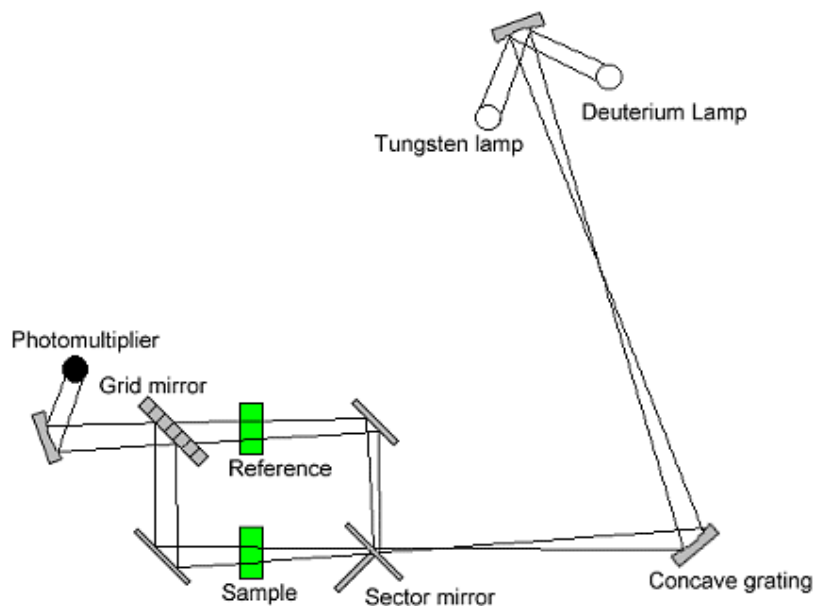 Deuterium Lamp
Tungsten lamp
Photomultiplier
Grid mirror
Reference
Sample
Sector mirror
Concave grating